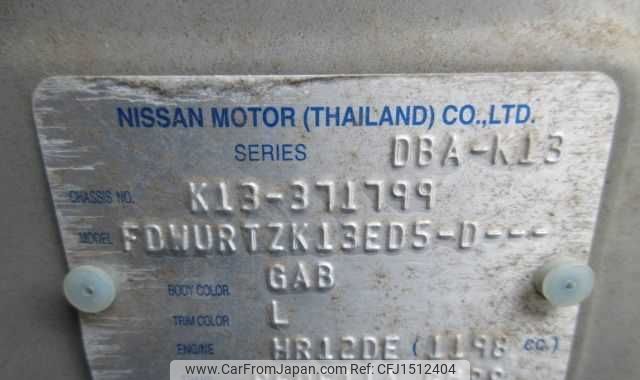 NISSAN MOTOR (THAILAND) CO.,LTD.
SERIES DBA-K13
CHASSIS NO. K13-371799
MODEL FDWURTZK13ED5-D---
BODY COLOR GAB
TRIM COLOR L
ENGINE HR12DE (1198 CC.)
www.carfromjapan.com CFJ1512404